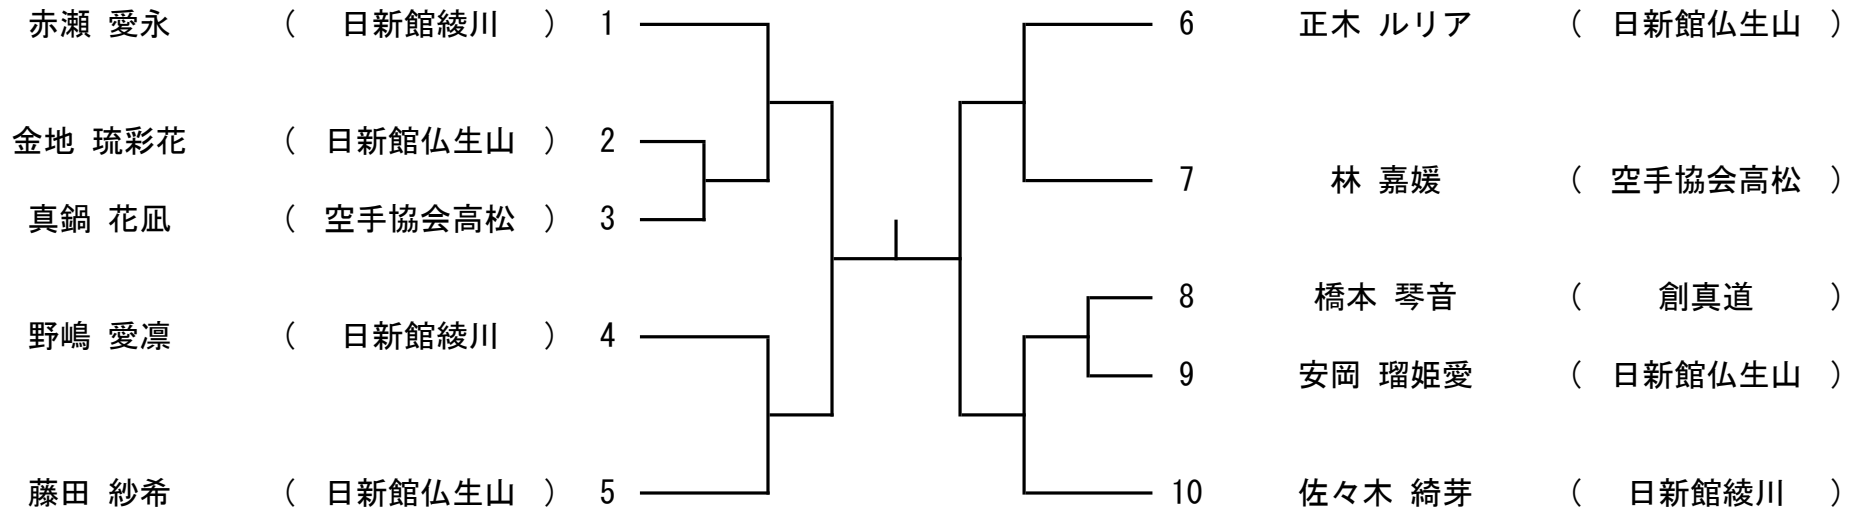 赤瀬 愛永 （ 日新館綾川 ） 1
金地 琉彩花 （ 日新館仏生山 ） 2
真鍋 花凪 （ 空手協会高松 ） 3
野嶋 愛凛 （ 日新館綾川 ） 4
藤田 紗希 （ 日新館仏生山 ） 5
6 正木 ルリア （ 日新館仏生山 ）
7 林 嘉媛 （ 空手協会高松 ）
8 橋本 琴音 （ 創真道 ）
9 安岡 瑠姫愛 （ 日新館仏生山 ）
10 佐々木 綺芽 （ 日新館綾川 ）